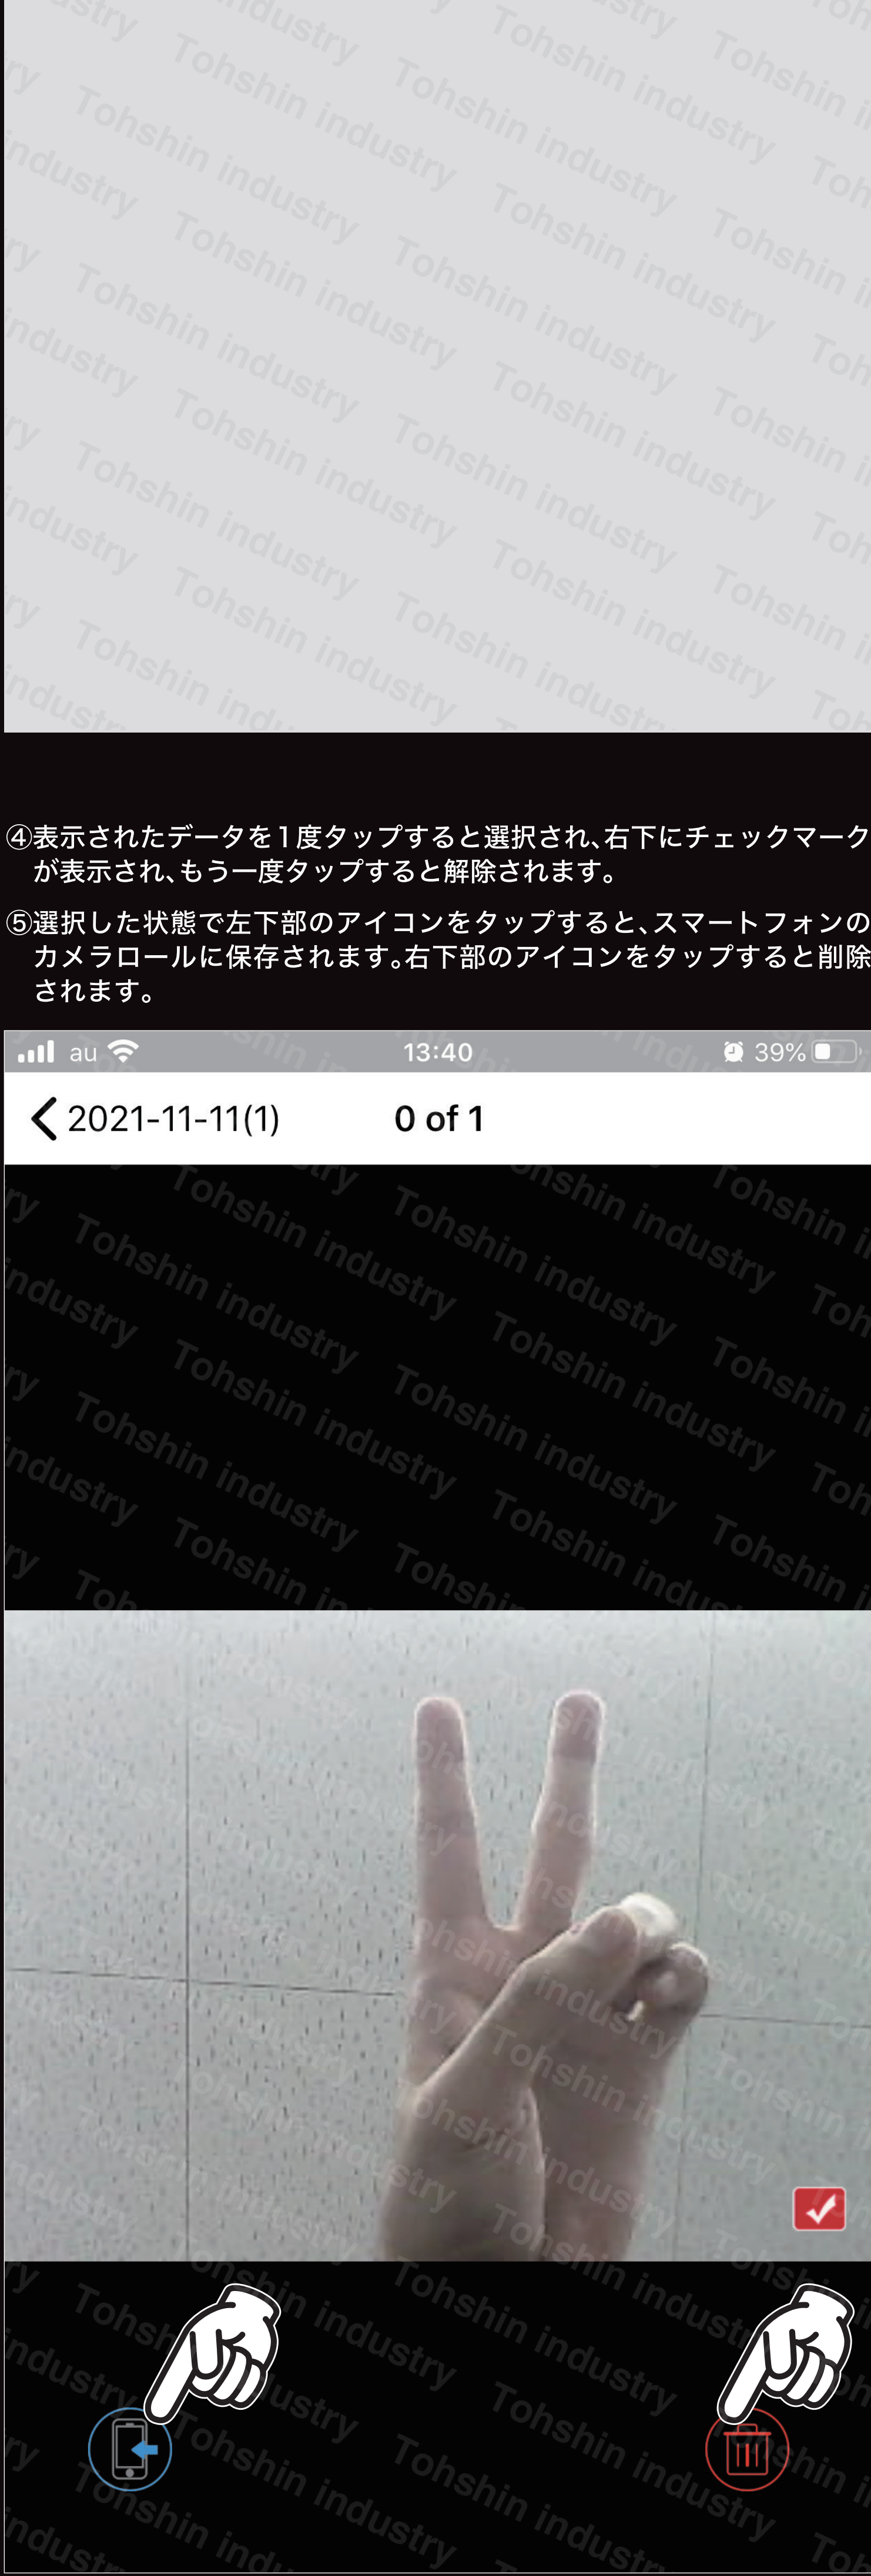 Tohshin industry
④表示されたデータを1度タップすると選択され、右下にチェックマーク
が表示され、もう一度タップすると解除されます。
⑤選択した状態で左下部のアイコンをタップすると、スマートフォンの
カメラロールに保存されます。右下部のアイコンをタップすると削除
されます。
au 13:40 39%
2021-11-11(1) 0 of 1
Tohshin industry